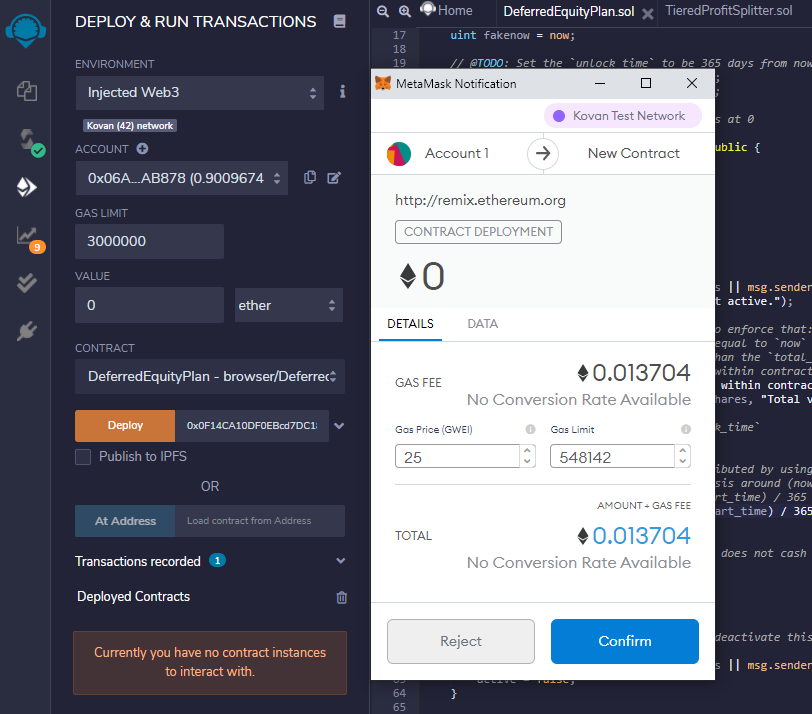 DEPLOY & RUN TRANSACTIONS
ENVIRONMENT
Injected Web3
Kovan (42) network
ACCOUNT
0x06A...AB878 (0.9009674
GAS LIMIT
3000000
VALUE
0
ether
CONTRACT
DeferredEquityPlan - browser/Deferrec
Deploy
0x0F14CA10DF0EBcd7DC1
Publish to IPFS
OR
At Address
Load contract from Address
Transactions recorded 1
Deployed Contracts
Currently you have no contract instances
to interact with.
9
Home
DeferredEquityPlan.sol
TieredProfitSplitter.sol
17 uint fakenow = now;
18
// @TODO: Set the `unlock_time` to be 365 days from now
MetaMask Notification
Kovan Test Network
Account 1
New Contract
http://remix.ethereum.org
CONTRACT DEPLOYMENT
0
DETAILS
DATA
GAS FEE
0.013704
No Conversion Rate Available
Gas Price (GWEI)
Gas Limit
25
548142
AMOUNT + GAS FEE
TOTAL
0.013704
No Conversion Rate Available
Reject
Confirm
;
;
s at 0
ublic {
s || msg.sender
t active.");
o enforce that:
equal to `now`
han the `total_
within contract
within contrac
hares, "Total v
k_time`
ibuted by using
sis around (now
rt_time) / 365
art_time) / 365
does not cash
deactivate this
s || msg.sender
active = false;
64 }
65